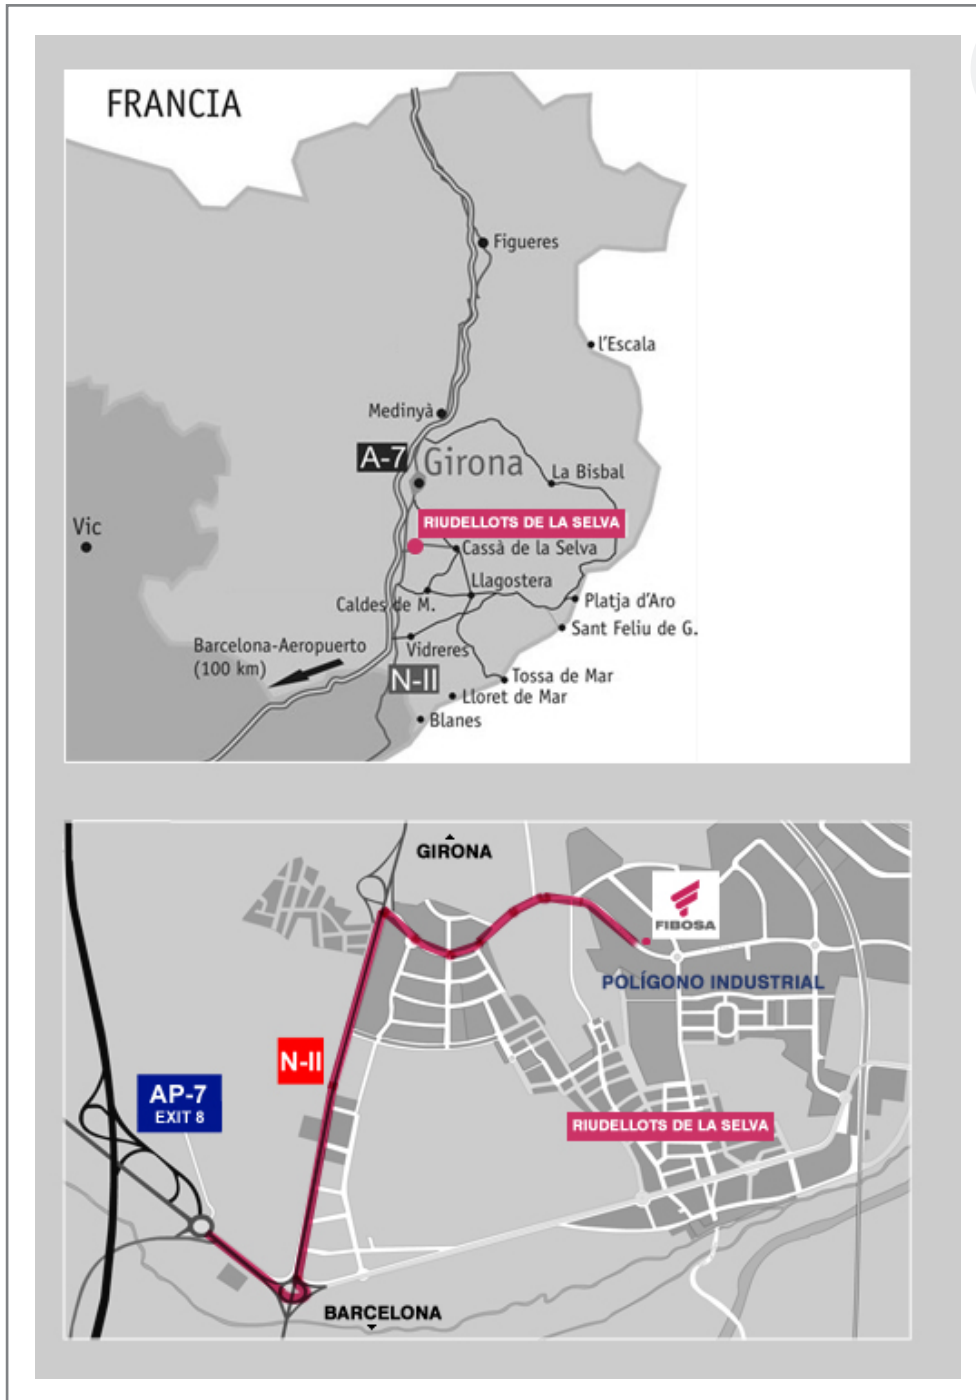 FRANCIA
Figueres
l'Escala
Medinyà
A-7
Girona
La Bisbal
RIUDELLOTS DE LA SELVA
Vic
Cassà de la Selva
Llagostera
Caldes de M.
Platja d'Aro
Sant Feliu de G.
Barcelona-Aeropuerto
(100 km)
Vidreres
N-II
Tossa de Mar
Lloret de Mar
Blanes
GIRONA
FIBOSA
POLÍGONO INDUSTRIAL
N-II
AP-7
EXIT 8
RIUDELLOTS DE LA SELVA
BARCELONA